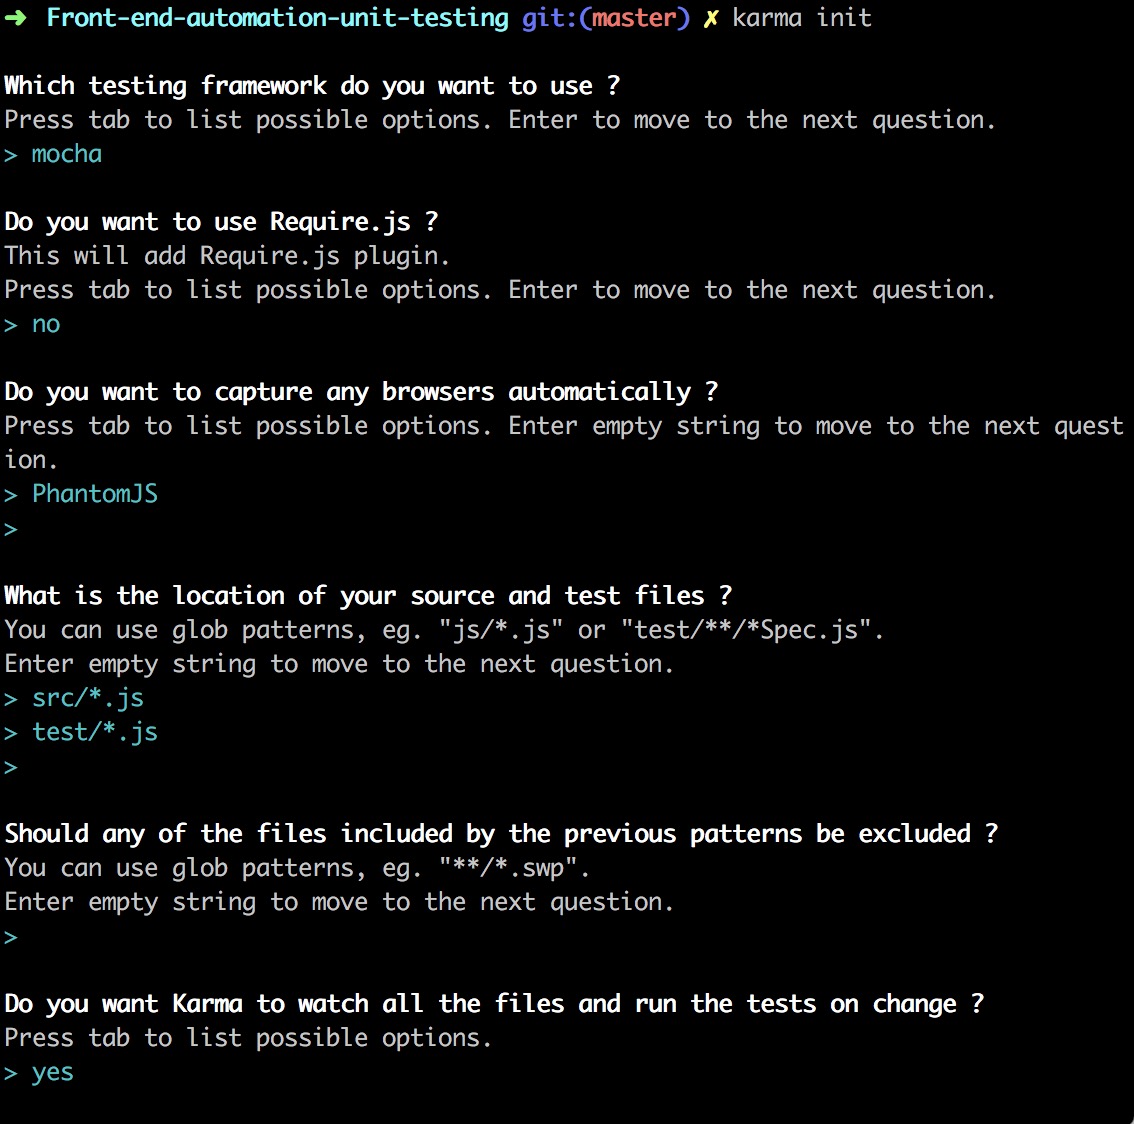 ➜ Front-end-automation-unit-testing git:(master) ✗ karma init
Which testing framework do you want to use ?
Press tab to list possible options. Enter to move to the next question.
> mocha
Do you want to use Require.js ?
This will add Require.js plugin.
Press tab to list possible options. Enter to move to the next question.
> no
Do you want to capture any browsers automatically ?
Press tab to list possible options. Enter empty string to move to the next quest
ion.
> PhantomJS
>
What is the location of your source and test files ?
You can use glob patterns, eg. "js/*.js" or "test/**/*Spec.js".
Enter empty string to move to the next question.
> src/*.js
> test/*.js
>
Should any of the files included by the previous patterns be excluded ?
You can use glob patterns, eg. "**/*.swp".
Enter empty string to move to the next question.
>
Do you want Karma to watch all the files and run the tests on change ?
Press tab to list possible options.
> yes